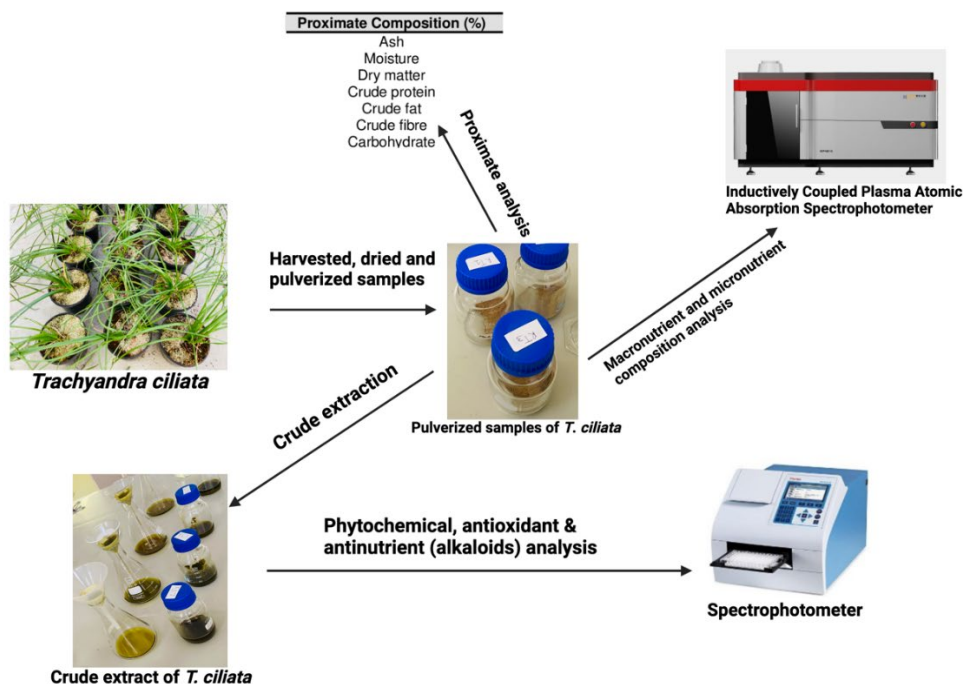 Proximate Composition (%)
Ash
Moisture
Dry matter
Crude protein
Crude fat
Crude fibre
Carbohydrate
Proximate analysis
Inductively Coupled Plasma Atomic
Absorption Spectrophotometer
Harvested, dried and
pulverized samples
Macronutrient and micronutrient
composition analysis
Trachyandra ciliata
Crude extraction
Pulverized samples of T. ciliata
Phytochemical, antioxidant &
antinutrient (alkaloids) analysis
Spectrophotometer
Crude extract of T. ciliata